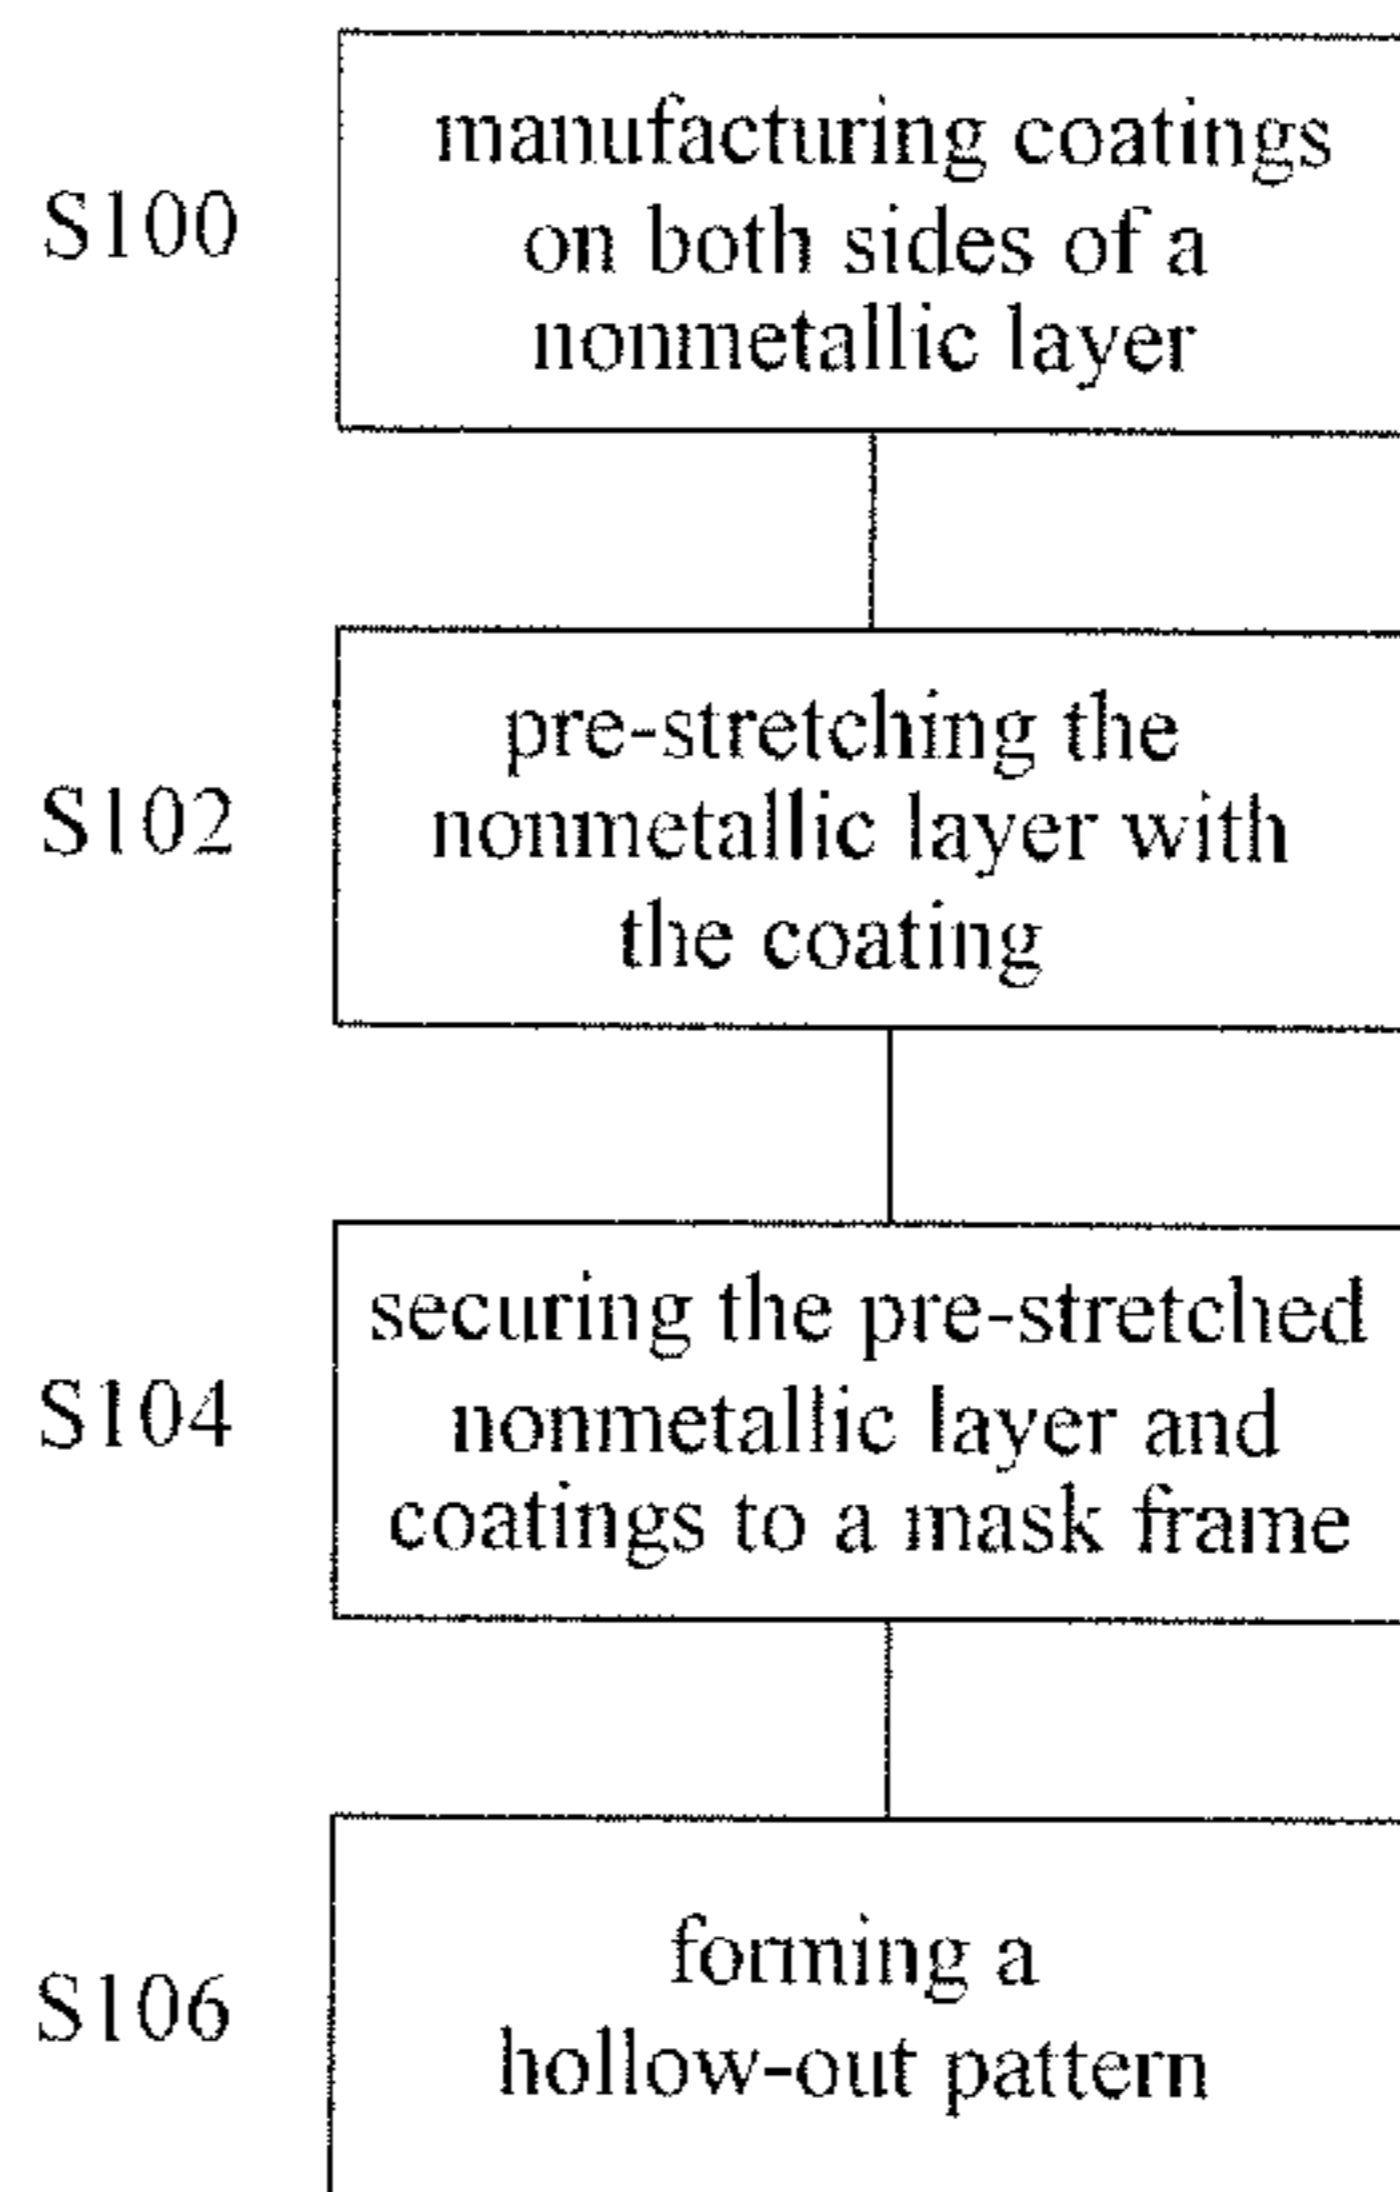 S100
manufacturing coatings
on both sides of a
nonmetallic layer
S102
pre-stretching the
nonmetallic layer with
the coating
S104
securing the pre-stretched
nonmetallic layer and
coatings to a mask frame
S106
forming a
hollow-out pattern